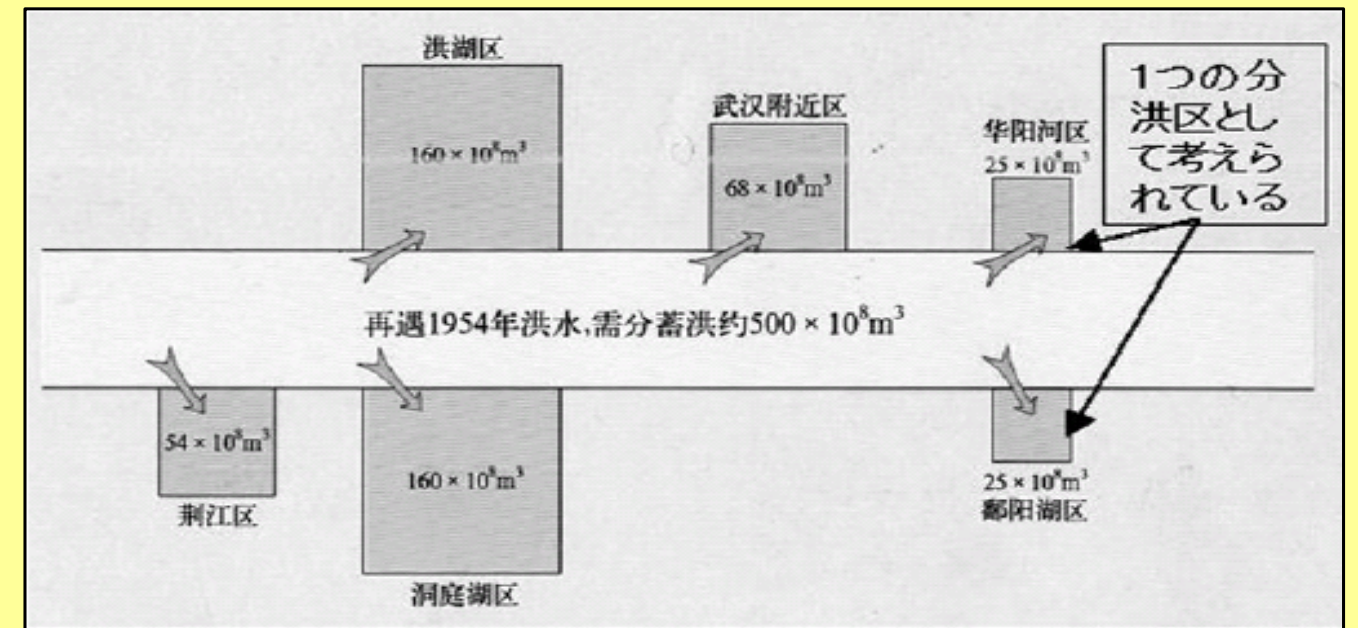 洪湖区
160 × 10⁸m³
武汉附近区
68 × 10⁸m³
华阳河区
25 × 10⁸m³
1つの分
洪区とし
て考えら
れている
再遇1954年洪水,需分蓄洪约500 × 10⁸m³
54 × 10⁸m³
荆江区
160 × 10⁸m³
洞庭湖区
25 × 10⁸m³
鄱阳湖区